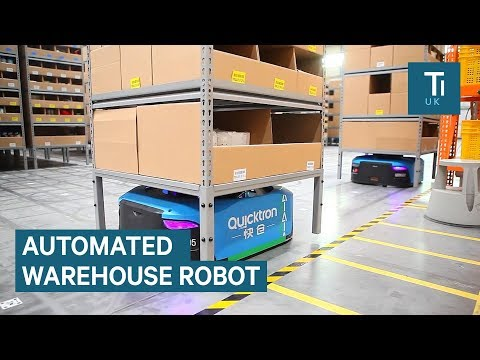 Ti
UK
Quicktron
快仓
AUTOMATED
WAREHOUSE ROBOT